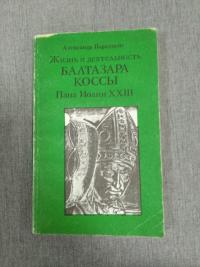 Александр Парадисис
Жизнь и деятельность
БАЛТАЗАРА
КОССЫ
Папа Иоанн XXIII